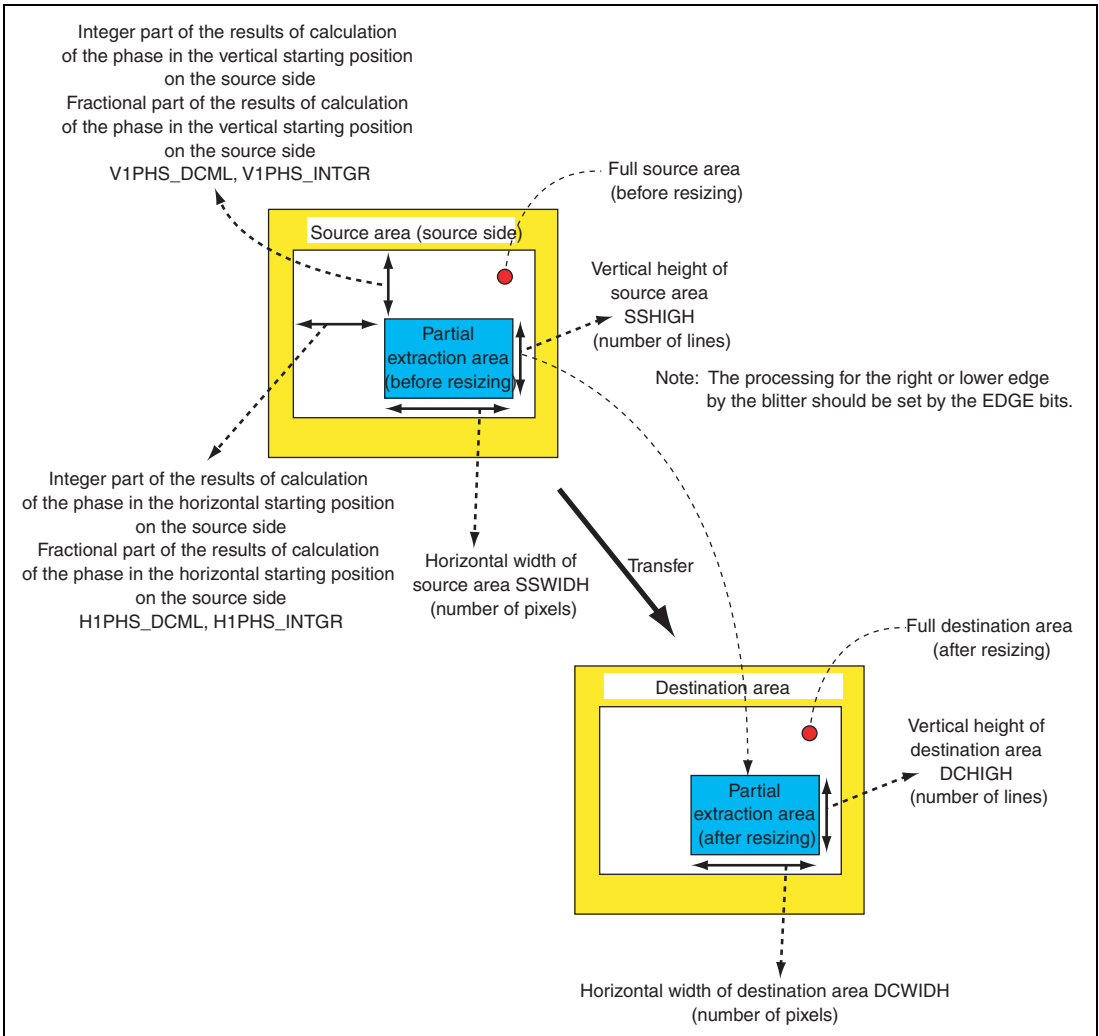 Integer part of the results of calculation
of the phase in the vertical starting position
on the source side
Fractional part of the results of calculation
of the phase in the vertical starting position
on the source side
V1PHS_DCML, V1PHS_INTGR
Full source area
(before resizing)
Source area (source side)
Vertical height of
source area
SSHIGH
(number of lines)
Partial
extraction area
(before resizing)
Note: The processing for the right or lower edge
by the blitter should be set by the EDGE bits.
Integer part of the results of calculation
of the phase in the horizontal starting position
on the source side
Fractional part of the results of calculation
of the phase in the horizontal starting position
on the source side
H1PHS_DCML, H1PHS_INTGR
Horizontal width of
source area SSWIDH
(number of pixels)
Transfer
Full destination area
(after resizing)
Destination area
Vertical height of
destination area
DCHIGH
(number of lines)
Partial
extraction area
(after resizing)
Horizontal width of destination area DCWIDH
(number of pixels)